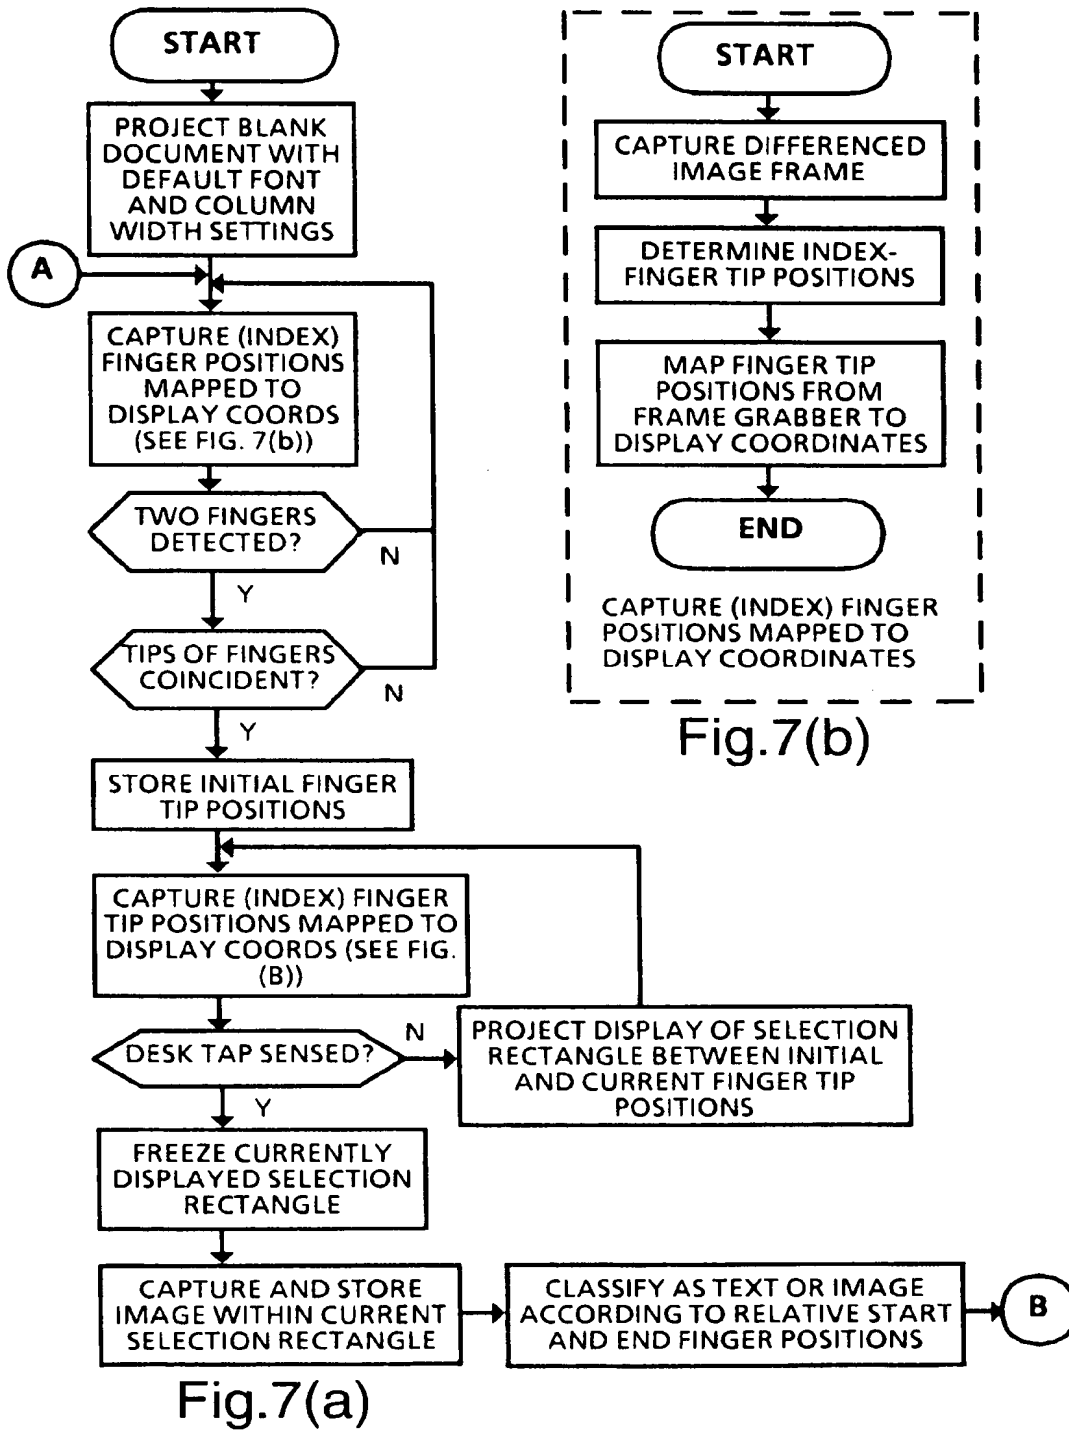 START
PROJECT BLANK
DOCUMENT WITH
DEFAULT FONT
AND COLUMN
WIDTH SETTINGS
A
CAPTURE (INDEX)
FINGER POSITIONS
MAPPED TO
DISPLAY COORDS
(SEE FIG. 7(b))
TWO FINGERS
DETECTED?
N
Y
TIPS OF FINGERS
COINCIDENT?
N
Y
STORE INITIAL FINGER
TIP POSITIONS
CAPTURE (INDEX) FINGER
TIP POSITIONS MAPPED TO
DISPLAY COORDS (SEE FIG.
(B))
DESK TAP SENSED?
N
PROJECT DISPLAY OF SELECTION
RECTANGLE BETWEEN INITIAL
AND CURRENT FINGER TIP
POSITIONS
Y
FREEZE CURRENTLY
DISPLAYED SELECTION
RECTANGLE
CAPTURE AND STORE
IMAGE WITHIN CURRENT
SELECTION RECTANGLE
CLASSIFY AS TEXT OR IMAGE
ACCORDING TO RELATIVE START
AND END FINGER POSITIONS
B
Fig.7(a)
START
CAPTURE DIFFERENCED
IMAGE FRAME
DETERMINE INDEX-
FINGER TIP POSITIONS
MAP FINGER TIP
POSITIONS FROM
FRAME GRABBER TO
DISPLAY COORDINATES
END
CAPTURE (INDEX) FINGER
POSITIONS MAPPED TO
DISPLAY COORDINATES
Fig.7(b)